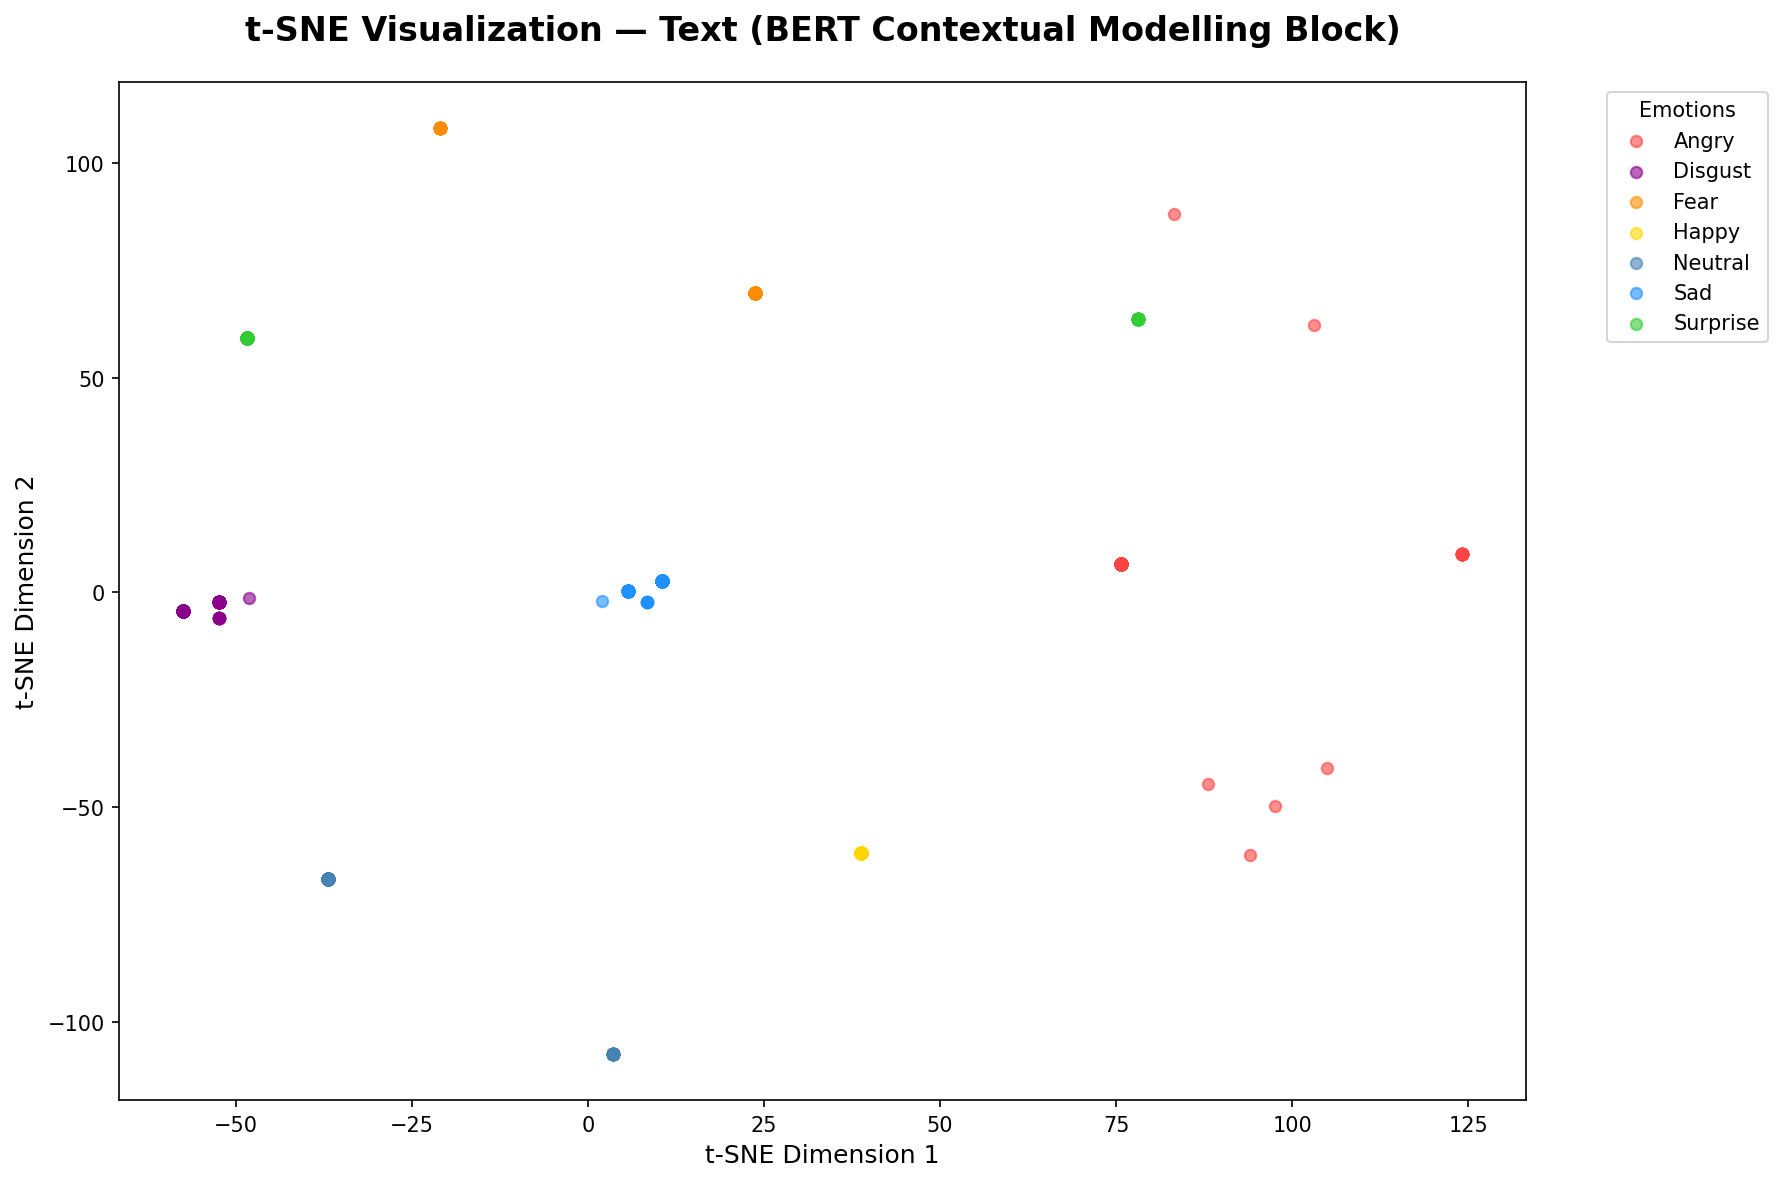 t-SNE Visualization — Text (BERT Contextual Modelling Block)
Emotions
Angry
Disgust
Fear
Happy
Neutral
Sad
Surprise
t-SNE Dimension 2
100
50
0
−50
−100
−50
−25
0
25
50
75
100
125
t-SNE Dimension 1